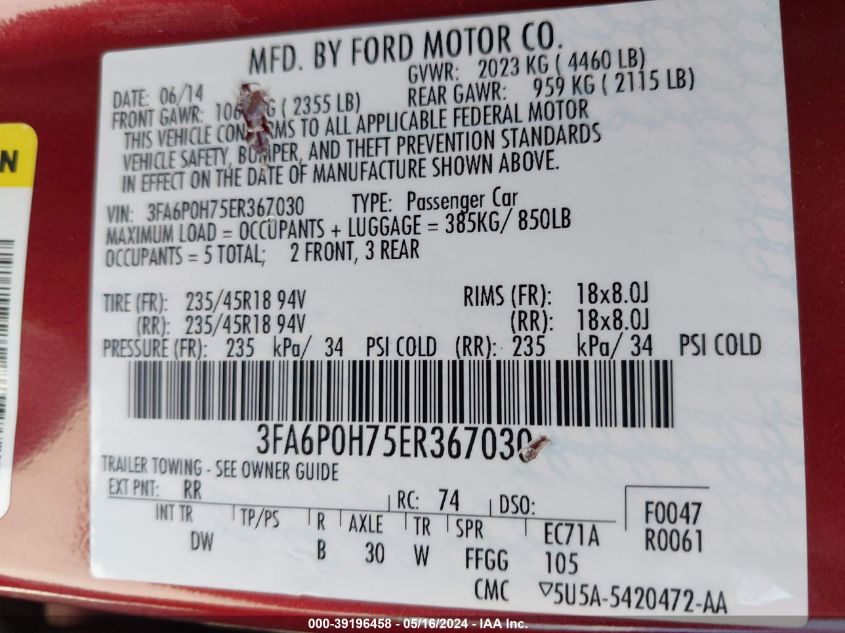 MFD. BY FORD MOTOR CO.
DATE: 06/14 GVWR: 2023 KG ( 4460 LB)
FRONT GAWR: ( 2355 LB) REAR GAWR: 959 KG ( 2115 LB)
THIS VEHICLE CONFORMS TO ALL APPLICABLE FEDERAL MOTOR
VEHICLE SAFETY, BUMPER, AND THEFT PREVENTION STANDARDS
IN EFFECT ON THE DATE OF MANUFACTURE SHOWN ABOVE.
VIN: 3FA6P0H75ER367030 TYPE: Passenger Car
MAXIMUM LOAD = OCCUPANTS + LUGGAGE = 385KG/ 850LB
OCCUPANTS = 5 TOTAL; 2 FRONT, 3 REAR
TIRE (FR): 235/45R18 94V RIMS (FR): 18x8.0J
(RR): 235/45R18 94V (RR): 18x8.0J
PRESSURE (FR): 235 kPa/ 34 PSI COLD (RR): 235 kPa/ 34 PSI COLD
3FA6P0H75ER367030
TRAILER TOWING - SEE OWNER GUIDE
EXT PNT: RR RC: 74 DSO: F0047
INT TR TP/PS R AXLE TR SPR EC71A R0061
DW B 30 W FFGG 105
CMC ▽5U5A-5420472-AA
000-39196458 - 05/16/2024 - IAA Inc.